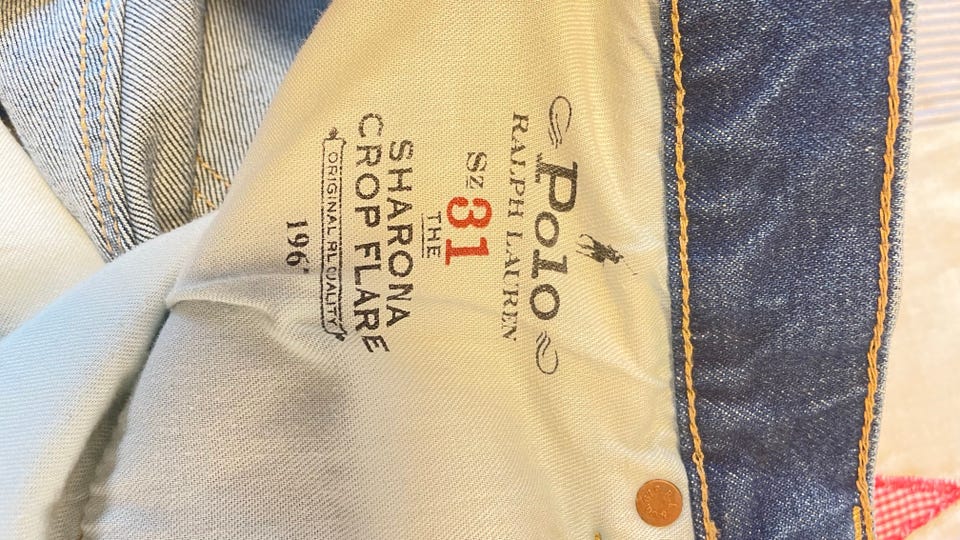 Polo
RALPH LAUREN
Sz 31
THE
SHARONA
CROP FLARE
ORIGINAL RL QUALITY
196